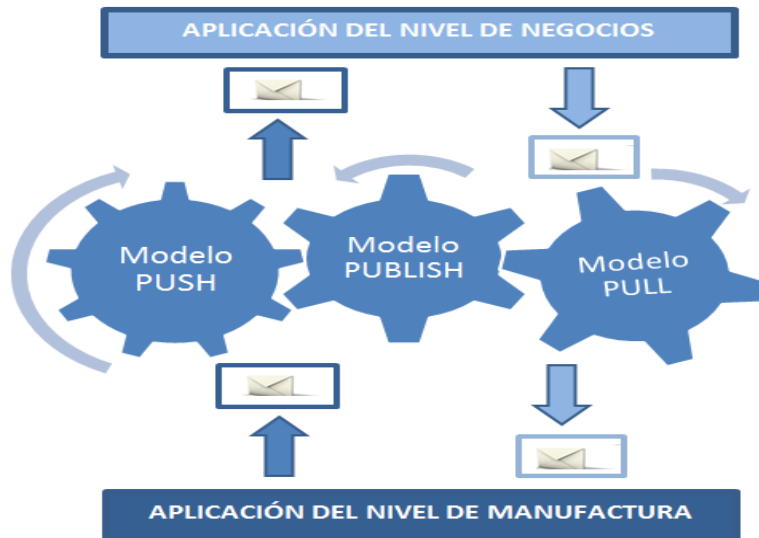 APLICACIÓN DEL NIVEL DE NEGOCIOS
Modelo
PUSH
Modelo
PUBLISH
Modelo
PULL
APLICACIÓN DEL NIVEL DE MANUFACTURA